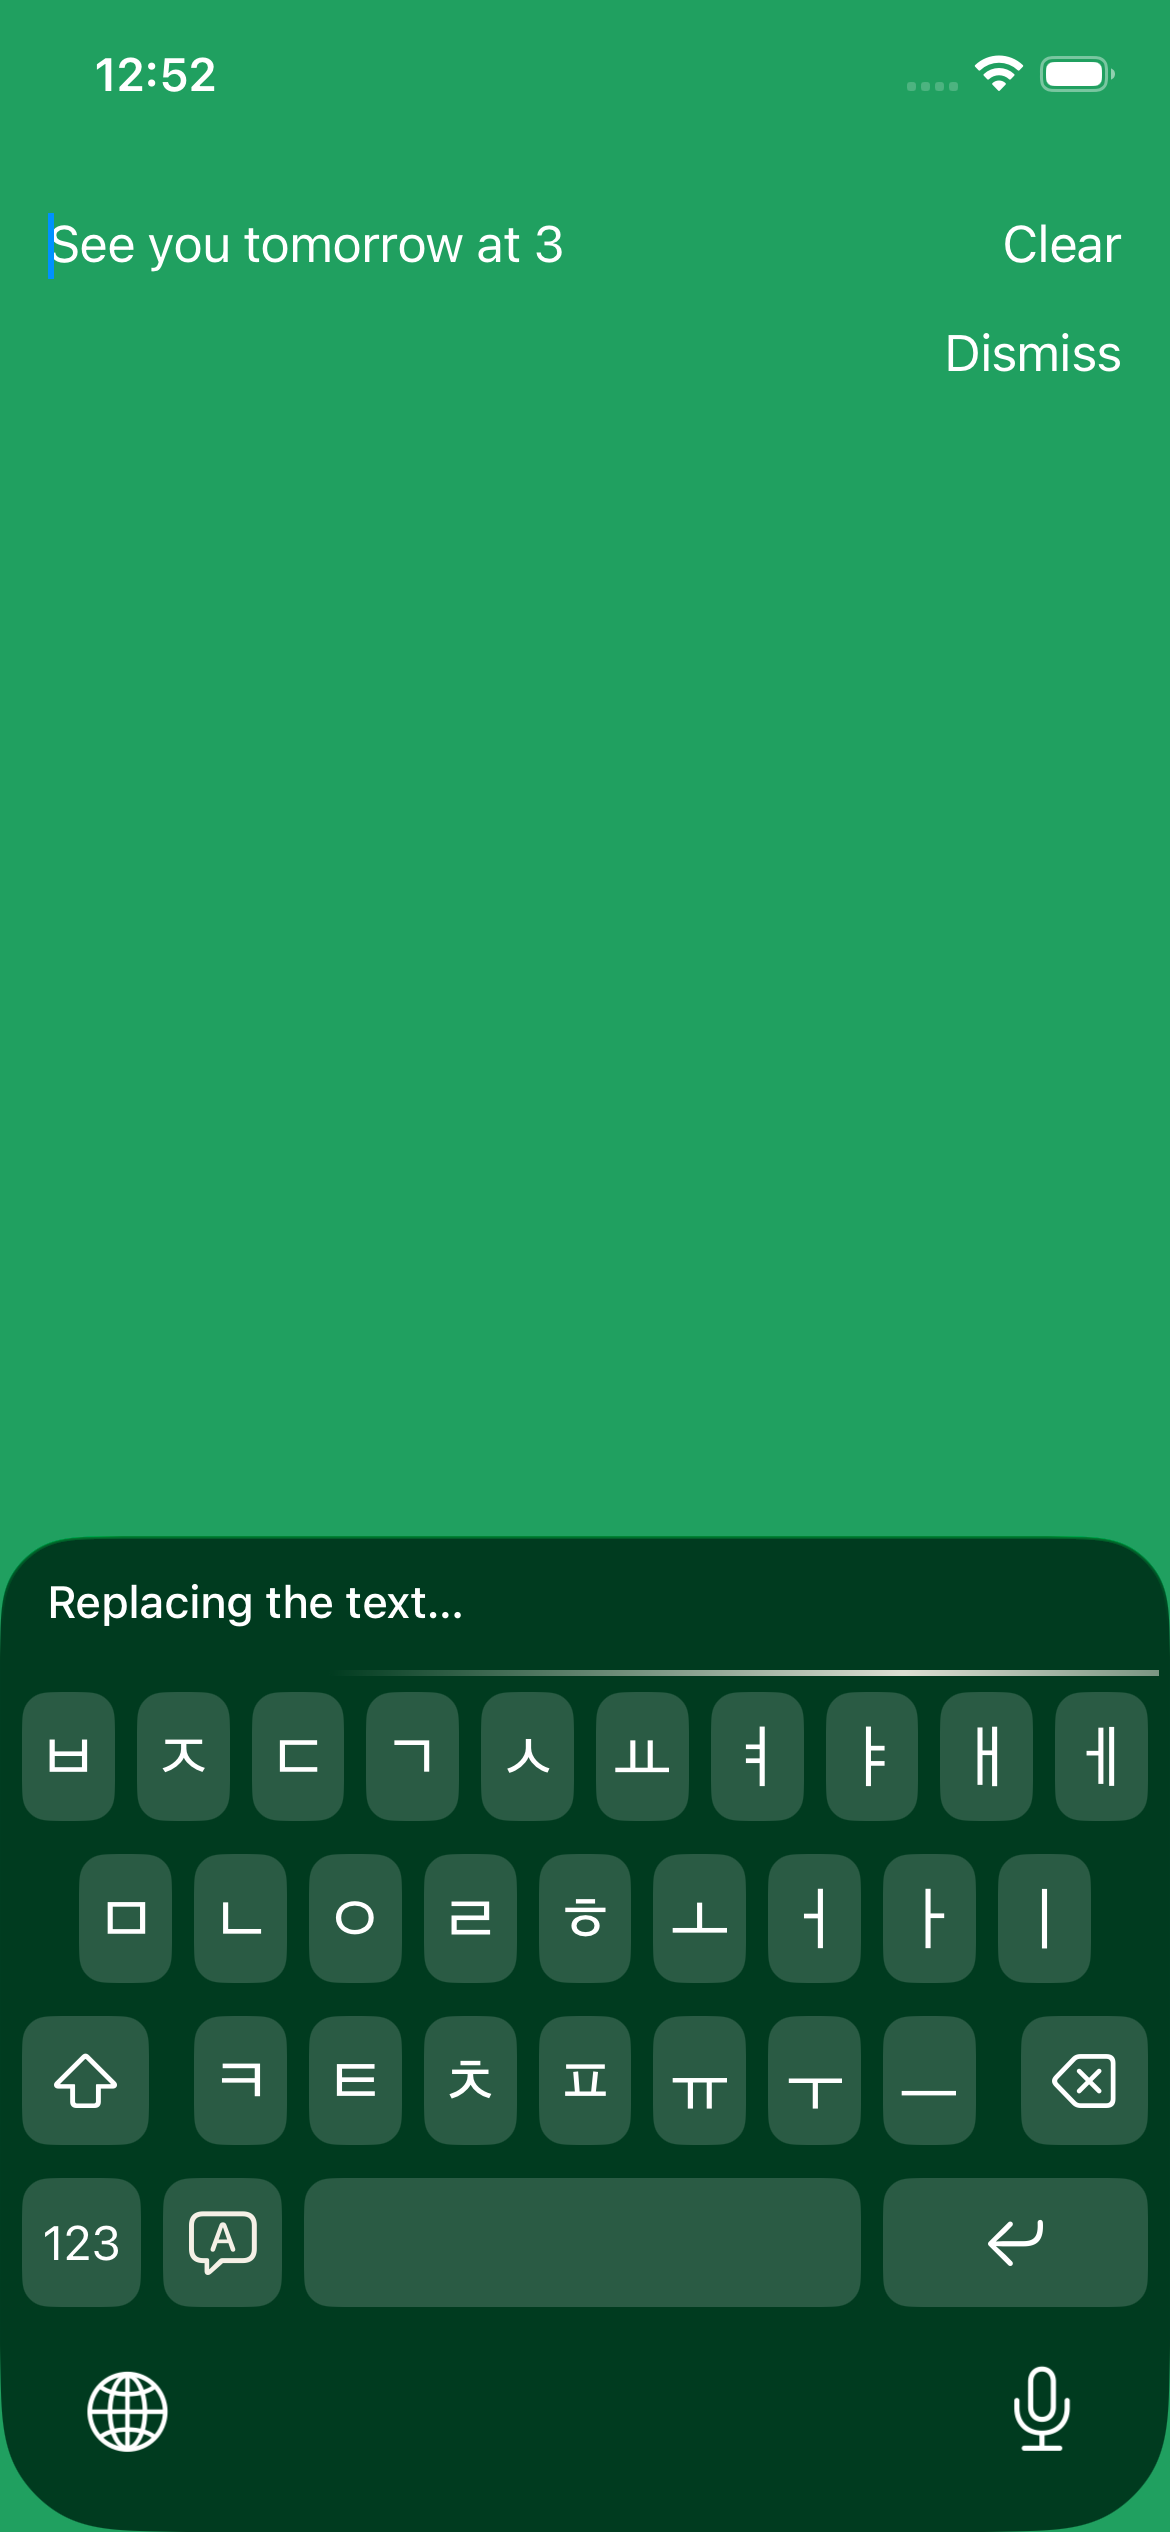 12:52
See you tomorrow at 3
Clear
Dismiss
Replacing the text...
ㅂ ㅈ ㄷ ㄱ ㅅ ㅛ ㅕ ㅑ ㅐ ㅔ
ㅁ ㄴ ㅇ ㄹ ㅎ ㅗ ㅓ ㅏ ㅣ
ㅋ ㅌ ㅊ ㅍ ㅠ ㅜ ㅡ
123 A